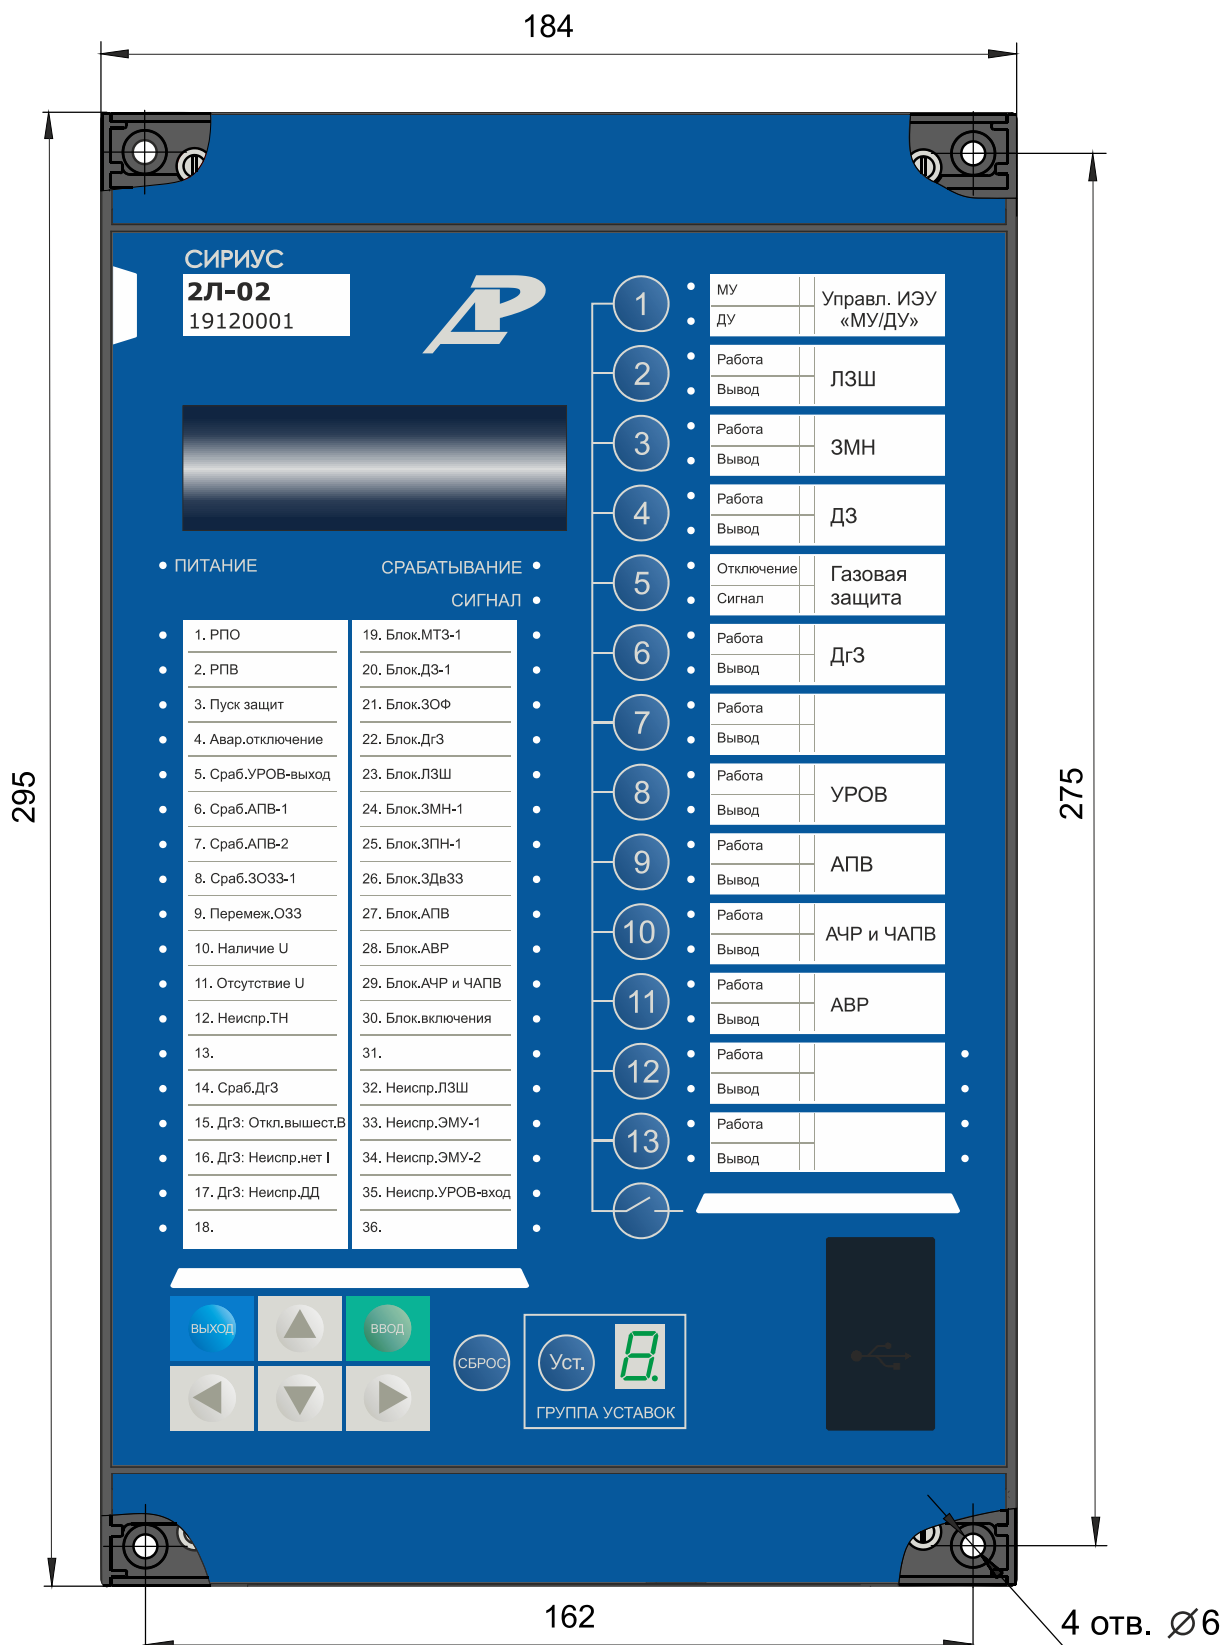 184
СИРИУС
2Л-02
19120001
1
МУ
ДУ
Управл. ИЭУ
«МУ/ДУ»
2
Работа
Вывод
ЛЗШ
3
Работа
Вывод
ЗМН
4
Работа
Вывод
ДЗ
5
Отключение
Сигнал
Газовая
защита
6
Работа
Вывод
ДгЗ
7
Работа
Вывод
8
Работа
Вывод
УРОВ
9
Работа
Вывод
АПВ
10
Работа
Вывод
АЧР и ЧАПВ
11
Работа
Вывод
АВР
12
Работа
Вывод
13
Работа
Вывод
ПИТАНИЕ
СРАБАТЫВАНИЕ
СИГНАЛ
1. РПО
2. РПВ
3. Пуск защит
4. Авар.отключение
5. Сраб.УРОВ-выход
6. Сраб.АПВ-1
7. Сраб.АПВ-2
8. Сраб.ЗОЗЗ-1
9. Перемеж.ОЗЗ
10. Наличие U
11. Отсутствие U
12. Неиспр.ТН
13.
14. Сраб.ДгЗ
15. ДгЗ: Откл.вышест.В
16. ДгЗ: Неиспр.нет I
17. ДгЗ: Неиспр.ДД
18.
19. Блок.МТЗ-1
20. Блок.ДЗ-1
21. Блок.ЗОФ
22. Блок.ДгЗ
23. Блок.ЛЗШ
24. Блок.ЗМН-1
25. Блок.ЗПН-1
26. Блок.ЗДвЗЗ
27. Блок.АПВ
28. Блок.АВР
29. Блок.АЧР и ЧАПВ
30. Блок.включения
31.
32. Неиспр.ЛЗШ
33. Неиспр.ЭМУ-1
34. Неиспр.ЭМУ-2
35. Неиспр.УРОВ-вход
36.
295
275
ВЫХОД
ВВОД
СБРОС
Уст.
8.
ГРУППА УСТАВОК
162
4 отв. ∅6